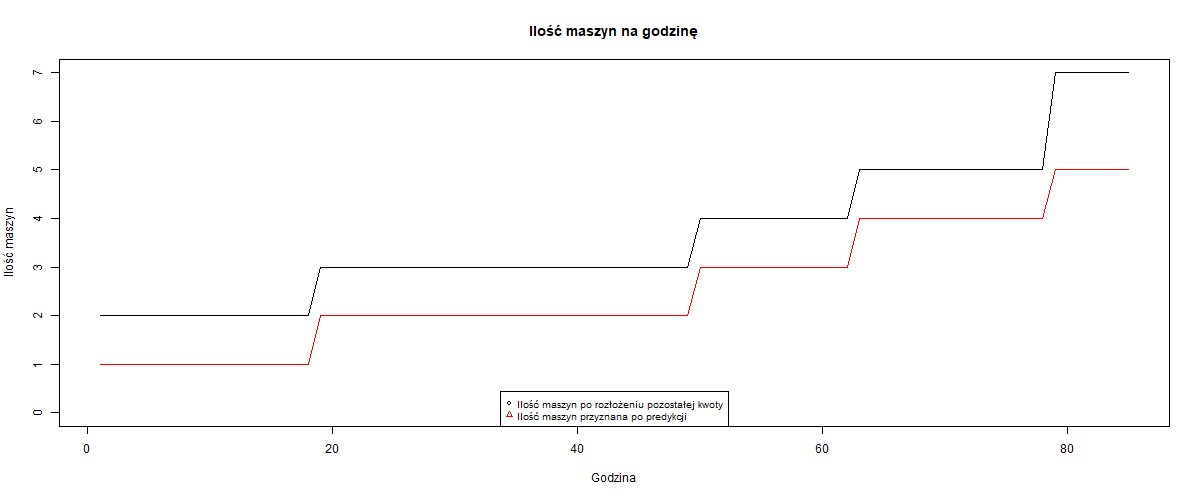 Ilość maszyn na godzinę
7
6
5
4
3
2
1
0
Ilość maszyn
Ilość maszyn po rozłożeniu pozostałej kwoty
Ilość maszyn przyznana po predykcji
0 20 40 60 80
Godzina